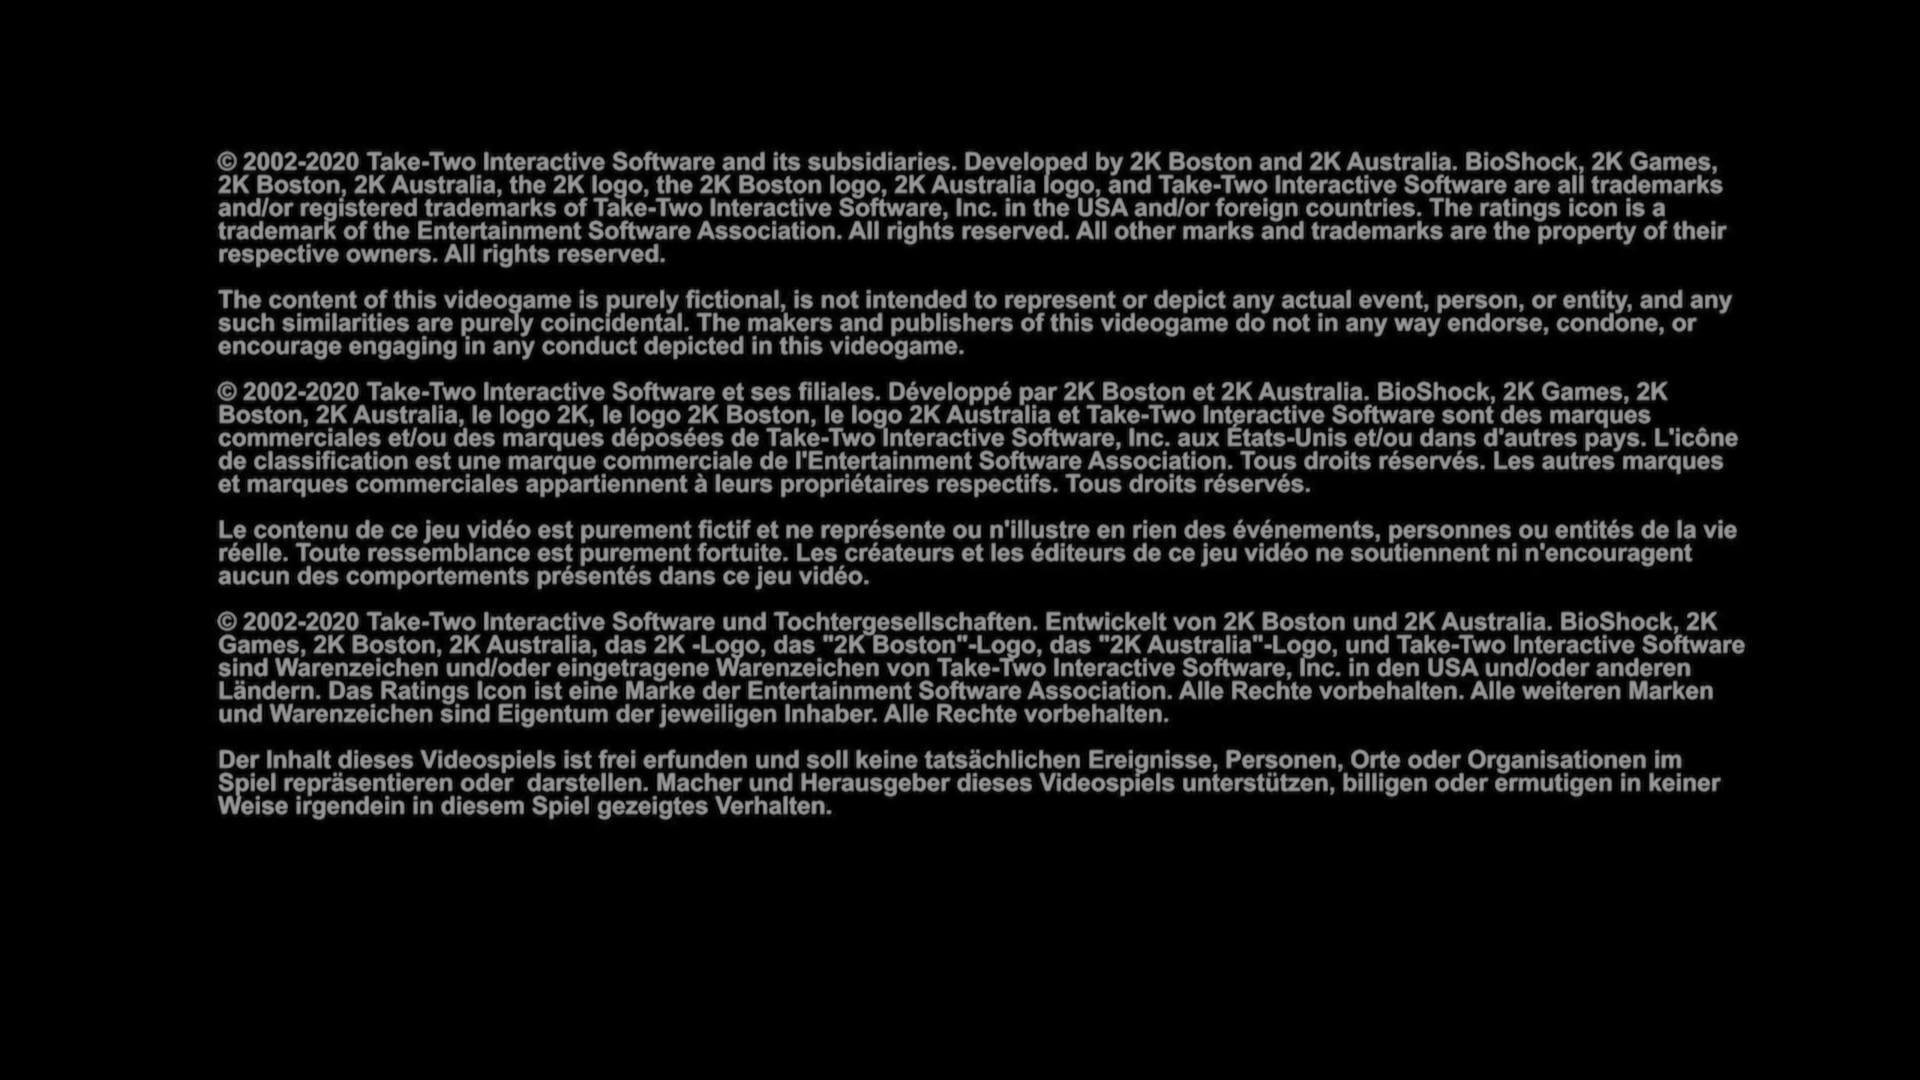 © 2002-2020 Take-Two Interactive Software and its subsidiaries. Developed by 2K Boston and 2K Australia. BioShock, 2K Games,
2K Boston, 2K Australia, the 2K logo, the 2K Boston logo, 2K Australia logo, and Take-Two Interactive Software are all trademarks
and/or registered trademarks of Take-Two Interactive Software, Inc. in the USA and/or foreign countries. The ratings icon is a
trademark of the Entertainment Software Association. All rights reserved. All other marks and trademarks are the property of their
respective owners. All rights reserved.
The content of this videogame is purely fictional, is not intended to represent or depict any actual event, person, or entity, and any
such similarities are purely coincidental. The makers and publishers of this videogame do not in any way endorse, condone, or
encourage engaging in any conduct depicted in this videogame.
© 2002-2020 Take-Two Interactive Software et ses filiales. Développé par 2K Boston et 2K Australia. BioShock, 2K Games, 2K
Boston, 2K Australia, le logo 2K, le logo 2K Boston, le logo 2K Australia et Take-Two Interactive Software sont des marques
commerciales et/ou des marques déposées de Take-Two Interactive Software, Inc. aux États-Unis et/ou dans d'autres pays. L'icône
de classification est une marque commerciale de l'Entertainment Software Association. Tous droits réservés. Les autres marques
et marques commerciales appartiennent à leurs propriétaires respectifs. Tous droits réservés.
Le contenu de ce jeu vidéo est purement fictif et ne représente ou n'illustre en rien des événements, personnes ou entités de la vie
réelle. Toute ressemblance est purement fortuite. Les créateurs et les éditeurs de ce jeu vidéo ne soutiennent ni n'encouragent
aucun des comportements présentés dans ce jeu vidéo.
© 2002-2020 Take-Two Interactive Software und Tochtergesellschaften. Entwickelt von 2K Boston und 2K Australia. BioShock, 2K
Games, 2K Boston, 2K Australia, das 2K -Logo, das "2K Boston"-Logo, das "2K Australia"-Logo, und Take-Two Interactive Software
sind Warenzeichen und/oder eingetragene Warenzeichen von Take-Two Interactive Software, Inc. in den USA und/oder anderen
Ländern. Das Ratings Icon ist eine Marke der Entertainment Software Association. Alle Rechte vorbehalten. Alle weiteren Marken
und Warenzeichen sind Eigentum der jeweiligen Inhaber. Alle Rechte vorbehalten.
Der Inhalt dieses Videospiels ist frei erfunden und soll keine tatsächlichen Ereignisse, Personen, Orte oder Organisationen im
Spiel repräsentieren oder  darstellen. Macher und Herausgeber dieses Videospiels unterstützen, billigen oder ermutigen in keiner
Weise irgendein in diesem Spiel gezeigtes Verhalten.